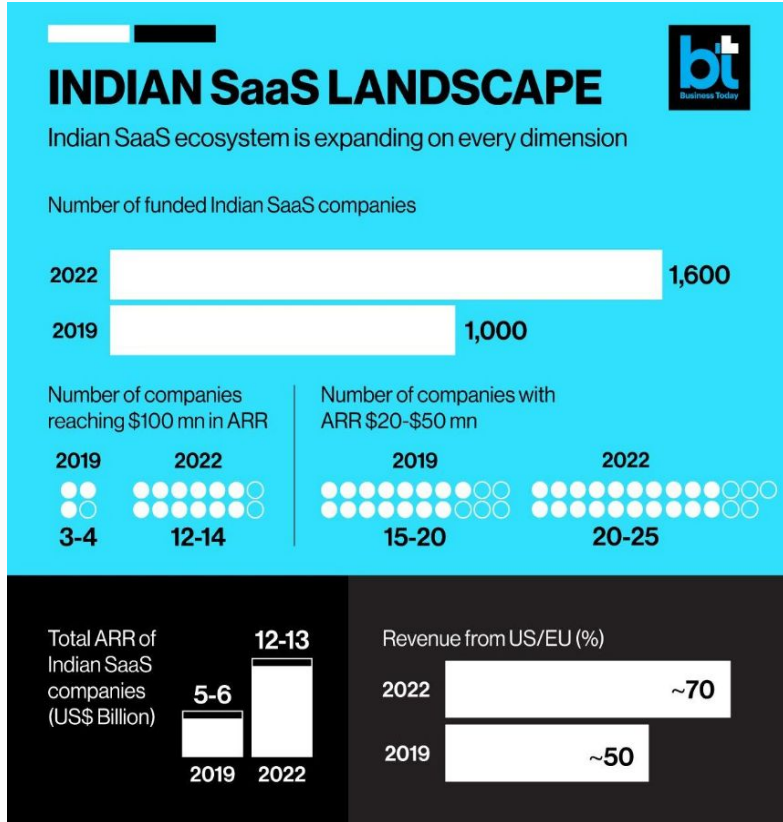 bt
Business Today
INDIAN SaaS LANDSCAPE
Indian SaaS ecosystem is expanding on every dimension
Number of funded Indian SaaS companies
2022
1,600
2019
1,000
Number of companies
reaching $100 mn in ARR
2019 2022
3-4 12-14
Number of companies with
ARR $20-$50 mn
2019 2022
15-20 20-25
Total ARR of
Indian SaaS
companies
(US$ Billion)
5-6
12-13
2019 2022
Revenue from US/EU (%)
2022
~70
2019
~50